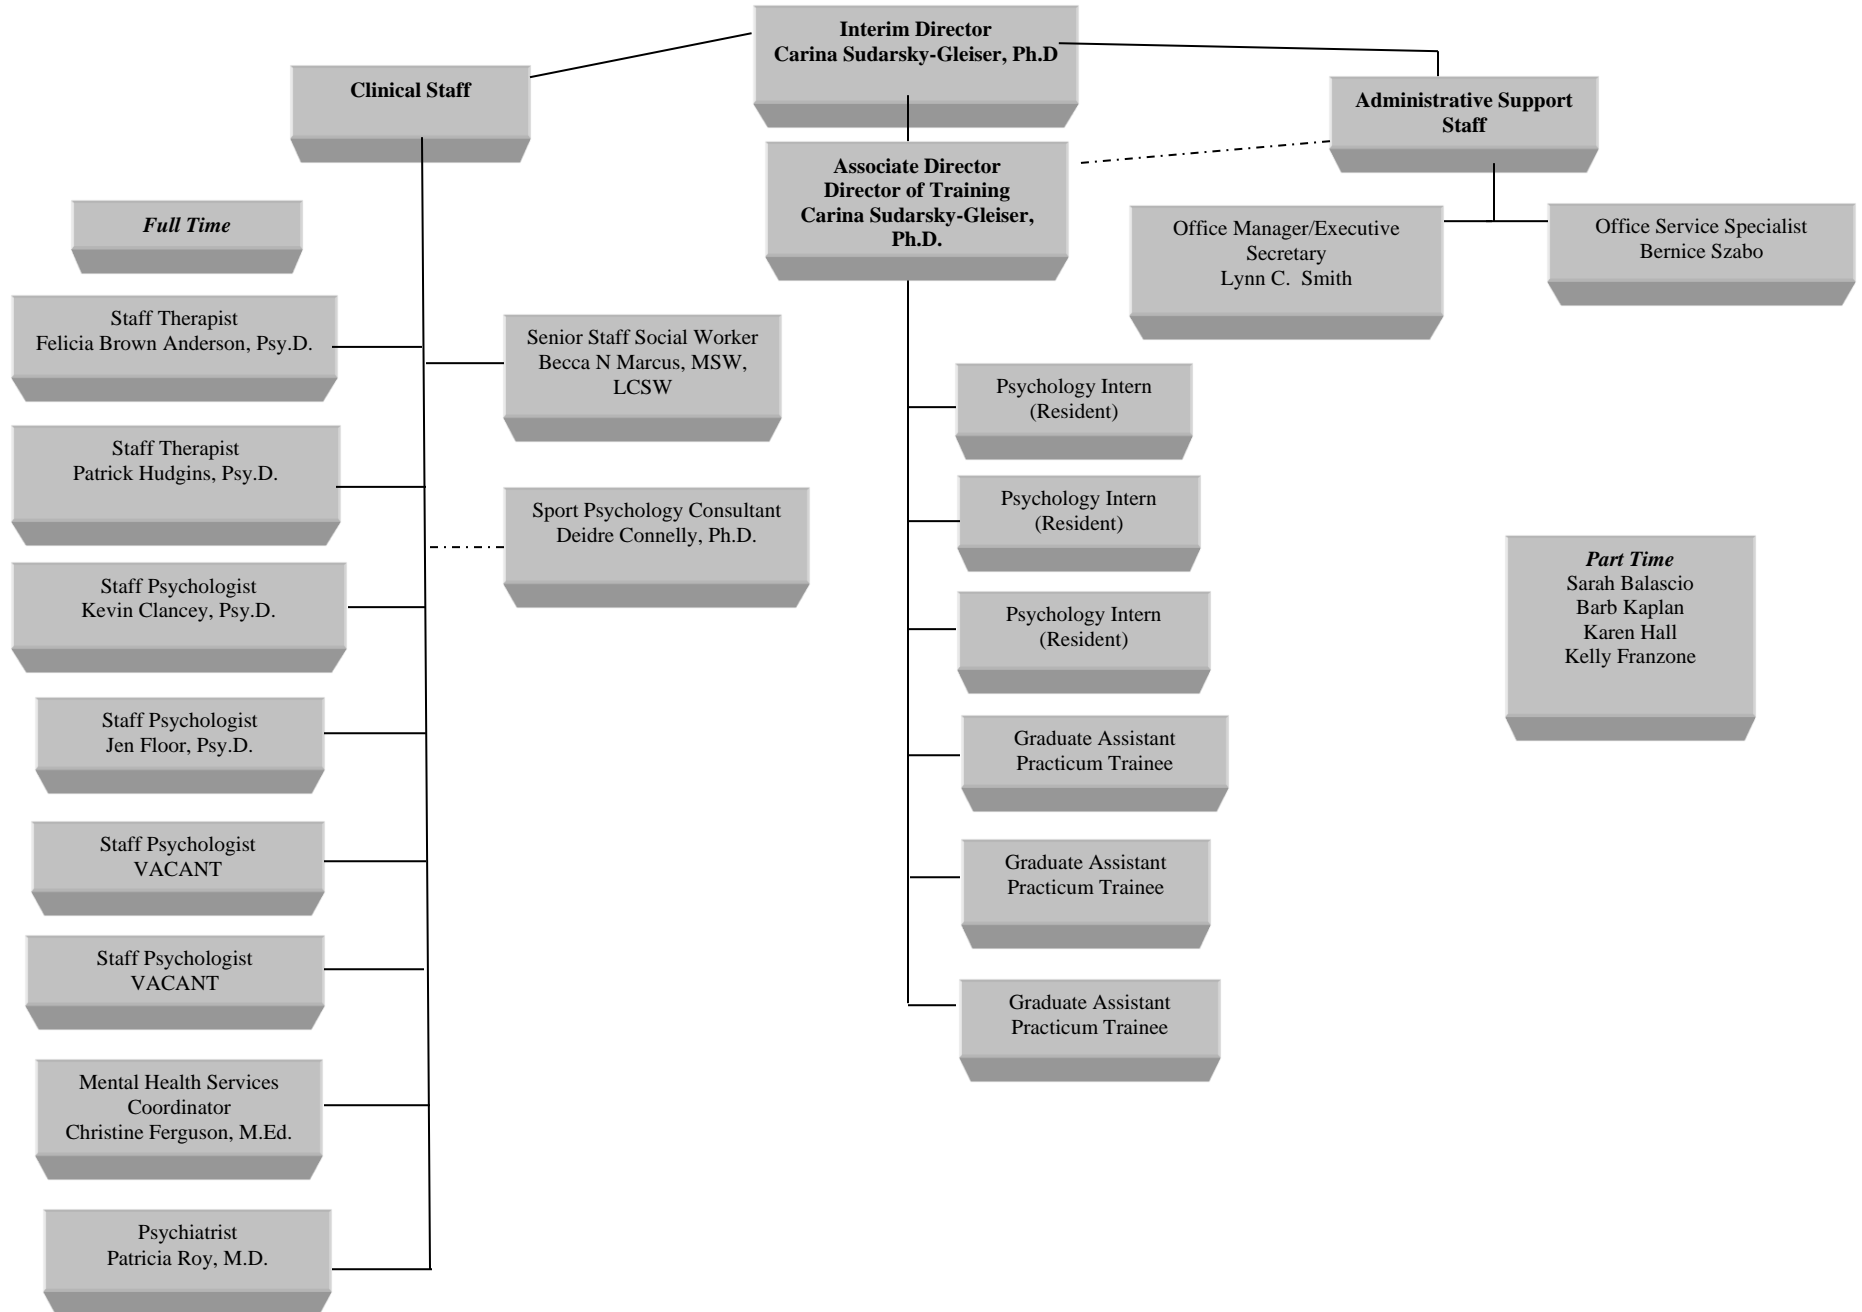 Interim Director
Carina Sudarsky-Gleiser, Ph.D
Clinical Staff
Administrative Support
Staff
Associate Director
Director of Training
Carina Sudarsky-Gleiser,
Ph.D.
Full Time
Office Manager/Executive
Secretary
Lynn C. Smith
Office Service Specialist
Bernice Szabo
Staff Therapist
Felicia Brown Anderson, Psy.D.
Senior Staff Social Worker
Becca N Marcus, MSW,
LCSW
Psychology Intern
(Resident)
Staff Therapist
Patrick Hudgins, Psy.D.
Sport Psychology Consultant
Deidre Connelly, Ph.D.
Psychology Intern
(Resident)
Part Time
Sarah Balascio
Barb Kaplan
Karen Hall
Kelly Franzone
Staff Psychologist
Kevin Clancey, Psy.D.
Psychology Intern
(Resident)
Staff Psychologist
Jen Floor, Psy.D.
Graduate Assistant
Practicum Trainee
Staff Psychologist
VACANT
Graduate Assistant
Practicum Trainee
Staff Psychologist
VACANT
Graduate Assistant
Practicum Trainee
Mental Health Services
Coordinator
Christine Ferguson, M.Ed.
Psychiatrist
Patricia Roy, M.D.